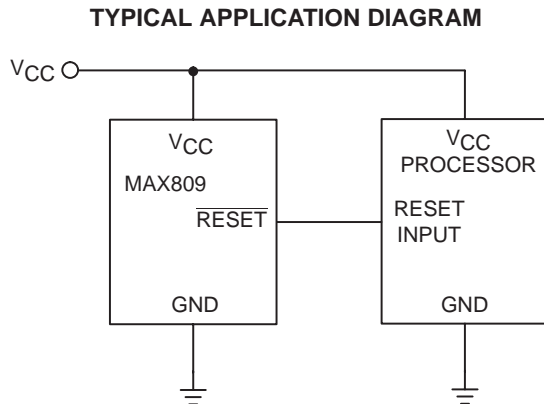 TYPICAL APPLICATION DIAGRAM
VCC
VCC
MAX809
RESET
GND
VCC
PROCESSOR
RESET
INPUT
GND